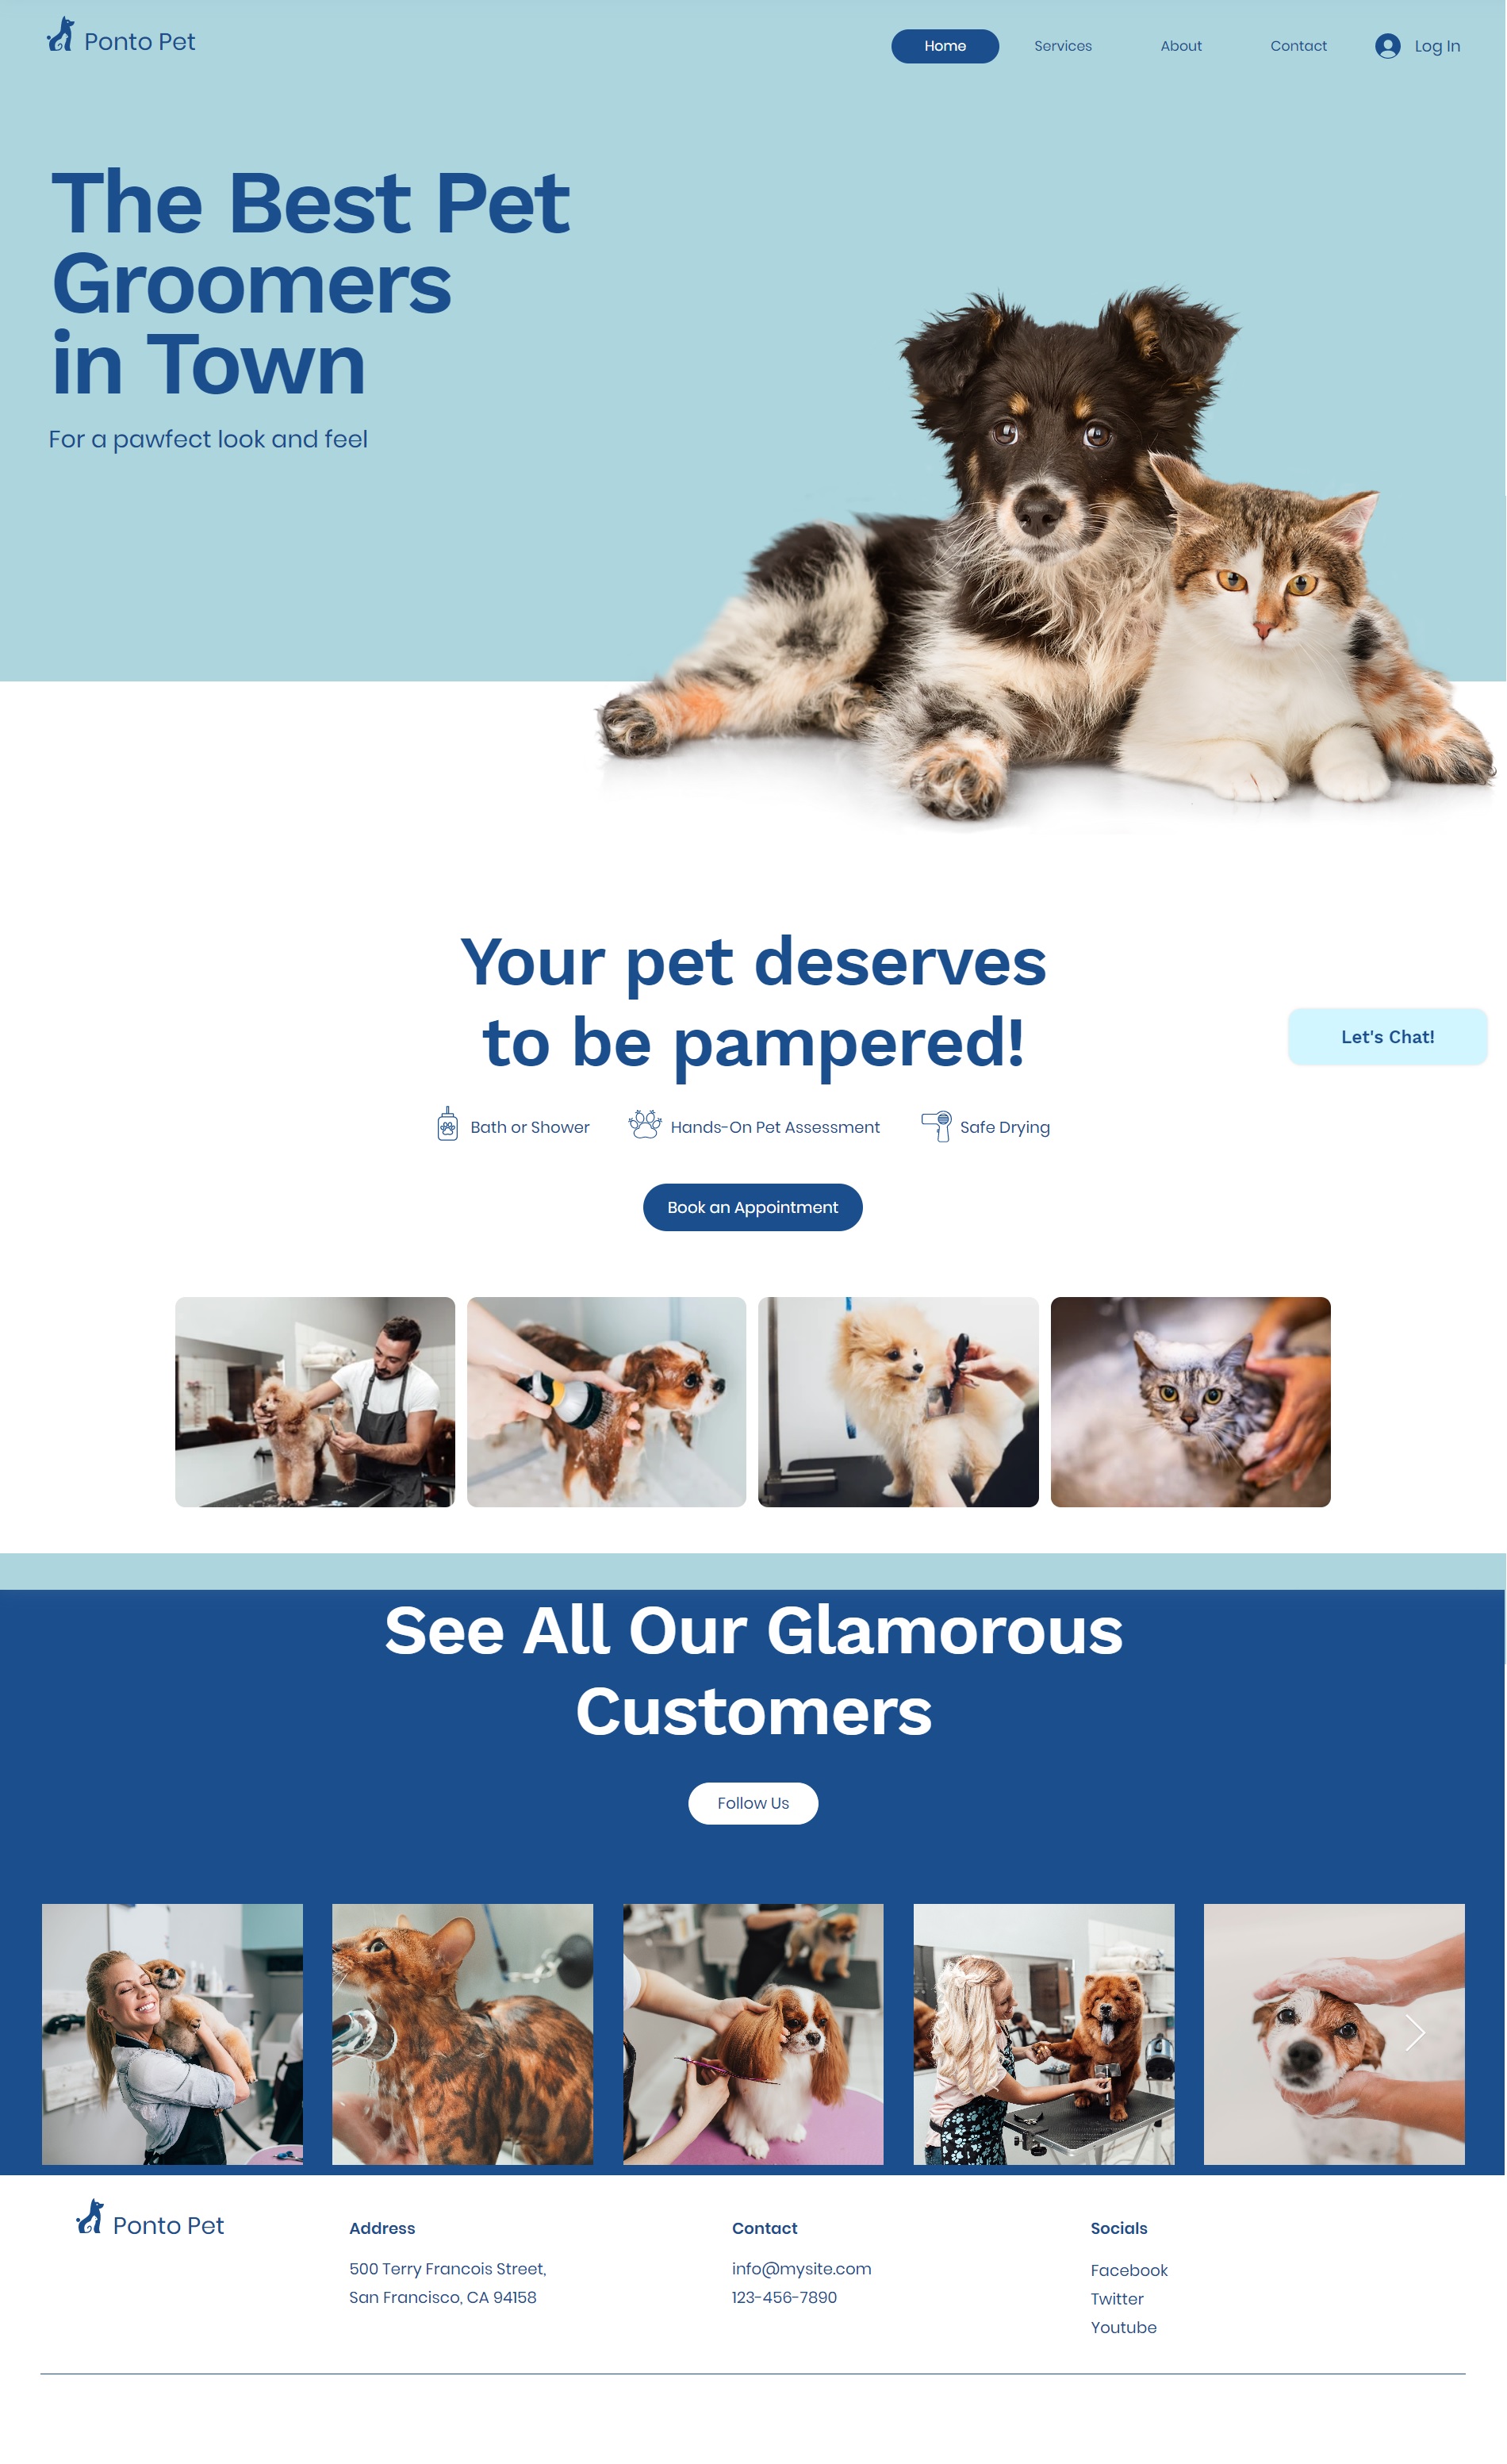 Ponto Pet
Home
Services
About
Contact
Log In
The Best Pet
Groomers
in Town
For a pawfect look and feel
Your pet deserves
to be pampered!
Let's Chat!
Bath or Shower
Hands-On Pet Assessment
Safe Drying
Book an Appointment
See All Our Glamorous
Customers
Follow Us
Ponto Pet
Address
500 Terry Francois Street,
San Francisco, CA 94158
Contact
info@mysite.com
123-456-7890
Socials
Facebook
Twitter
Youtube